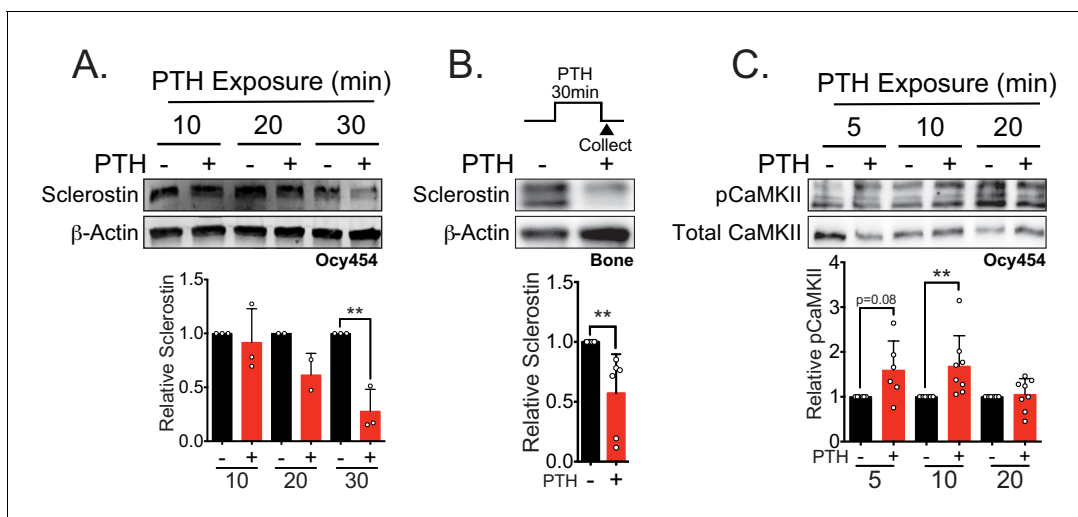 A.
PTH Exposure (min)
10 20 30
PTH - + - + - +
Sclerostin
β-Actin
Ocy454
Relative Sclerostin
1.5
1.0
0.5
0.0
**
- + - + - +
10 20 30
B.
PTH
30min
Collect
- +
Sclerostin
β-Actin
Bone
Relative Sclerostin
1.5
1.0
0.5
0.0
**
PTH - +
C.
PTH Exposure (min)
5 10 20
PTH - + - + - +
pCaMKII
Total CaMKII
Ocy454
Relative pCaMKII
4
3
2
1
0
p=0.08
**
PTH - + - + - +
5 10 20